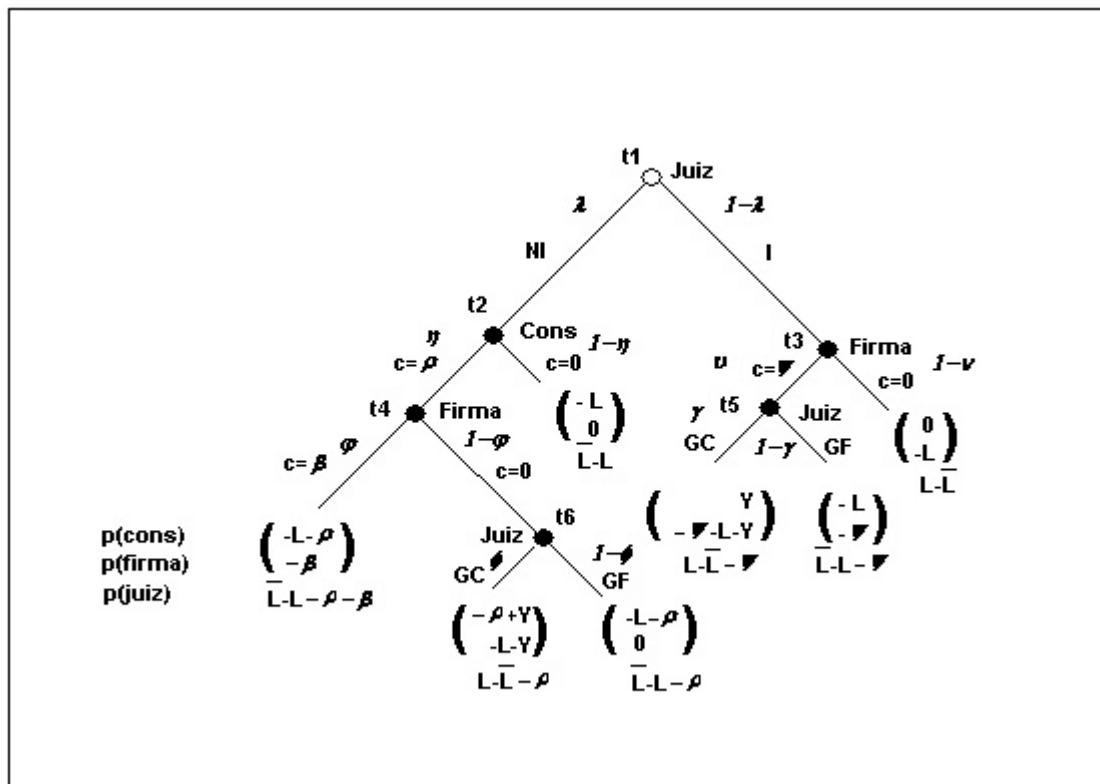 t1 Juiz
λ 1-λ
NI I
t2 Cons
η 1-η
c=ρ c=0
t3 Firma
υ 1-ν
c=▼ c=0
t4 Firma
φ 1-φ
c=β c=0
(-L 0) L̅-L
t5 Juiz
γ 1-γ
GC GF
(0 -L) L-L̅
t6
Juiz
GC ♦ 1-♦ GF
(Y -▼-L-Y) L-L̅-▼
(-L -▼) L̅-L-▼
p(cons)
p(firma)
p(juiz)
(-L-ρ -β) L̅-L-ρ-β
(-ρ+Y -L-Y) L-L̅-ρ
(-L-ρ 0) L̅-L-ρ